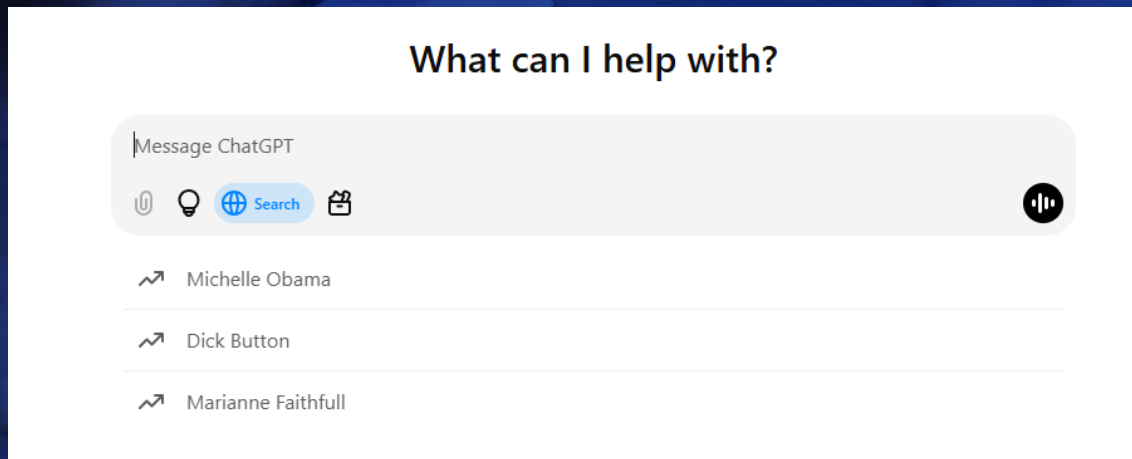 What can I help with?
Message ChatGPT
Search
Michelle Obama
Dick Button
Marianne Faithfull